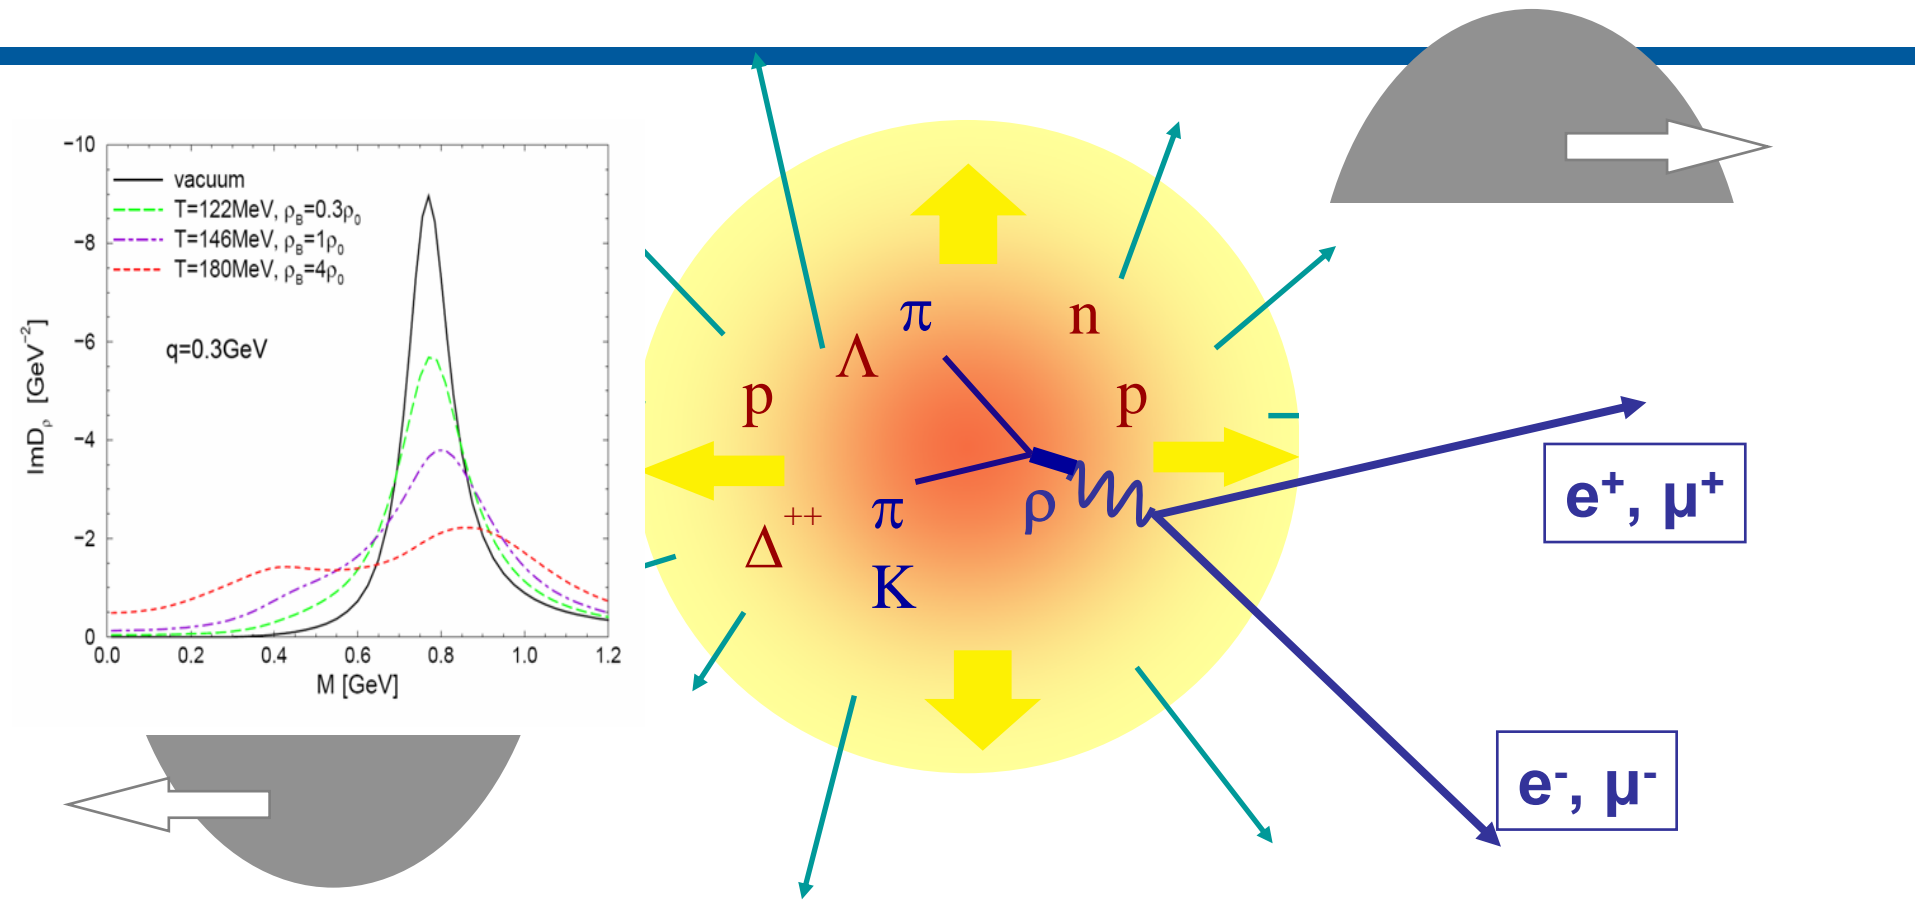 −10
−8
−6
−4
−2
0
ImDρ [GeV⁻²]
vacuum
T=122MeV, ρB=0.3ρ0
T=146MeV, ρB=1ρ0
T=180MeV, ρB=4ρ0
q=0.3GeV
0.0 0.2 0.4 0.6 0.8 1.0 1.2
M [GeV]
π
n
Λ
p
p
π
ρ
Δ++
K
e+, μ+
e-, μ-